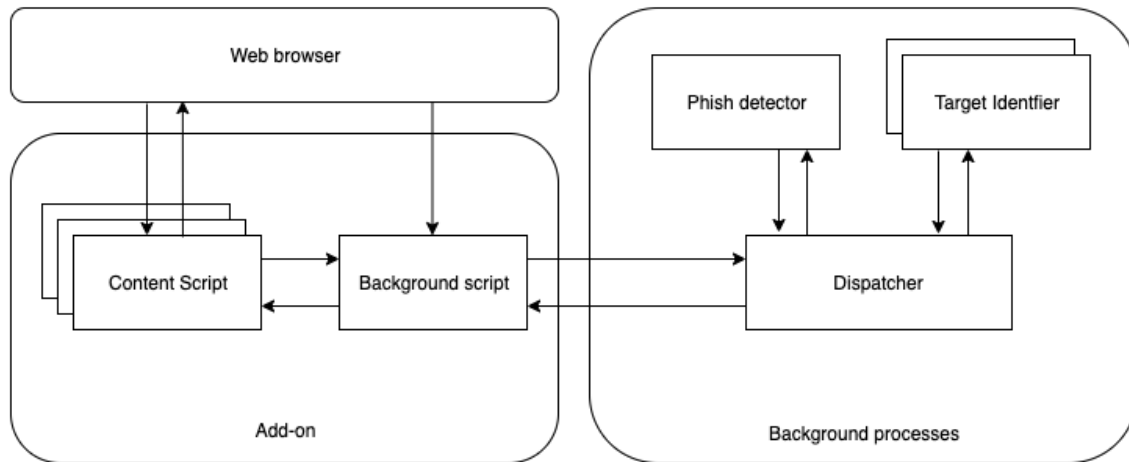 Web browser
Phish detector
Target Identfier
Content Script
Background script
Dispatcher
Add-on
Background processes